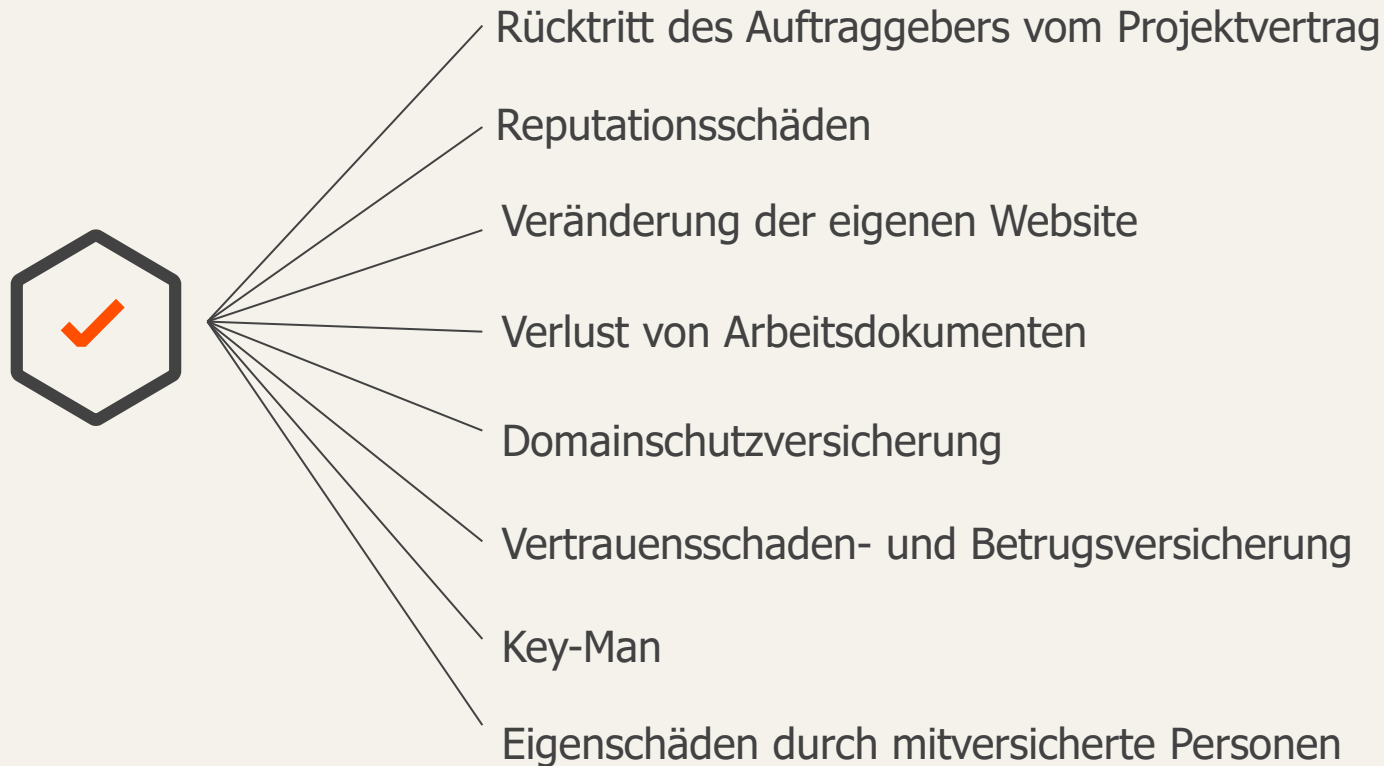 Rücktritt des Auftraggebers vom Projektvertrag
Reputationsschäden
Veränderung der eigenen Website
Verlust von Arbeitsdokumenten
Domainschutzversicherung
Vertrauensschaden- und Betrugsversicherung
Key-Man
Eigenschäden durch mitversicherte Personen